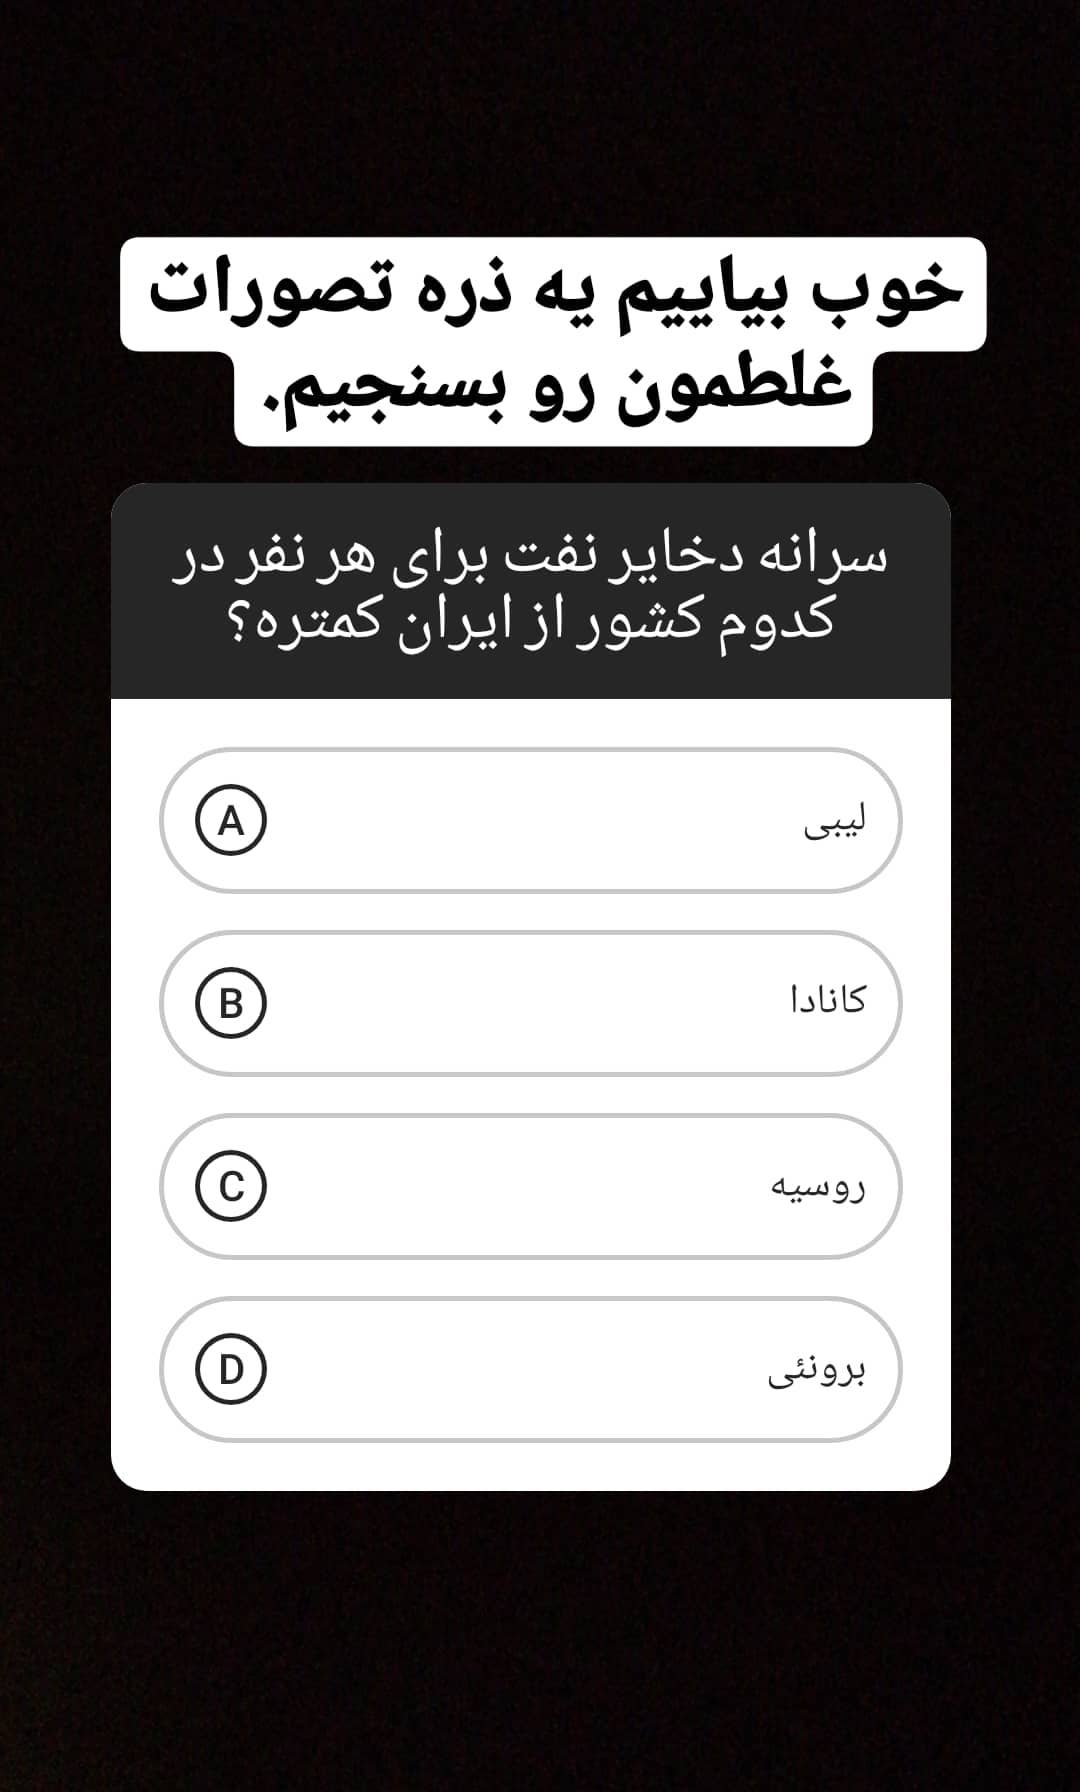 خوب بیاییم یه ذره تصورات
غلطمون رو بسنجیم.
سرانه دخایر نفت برای هر نفر در
کدوم کشور از ایران کمتره؟
A لیبی
B کانادا
C روسیه
D برونئی